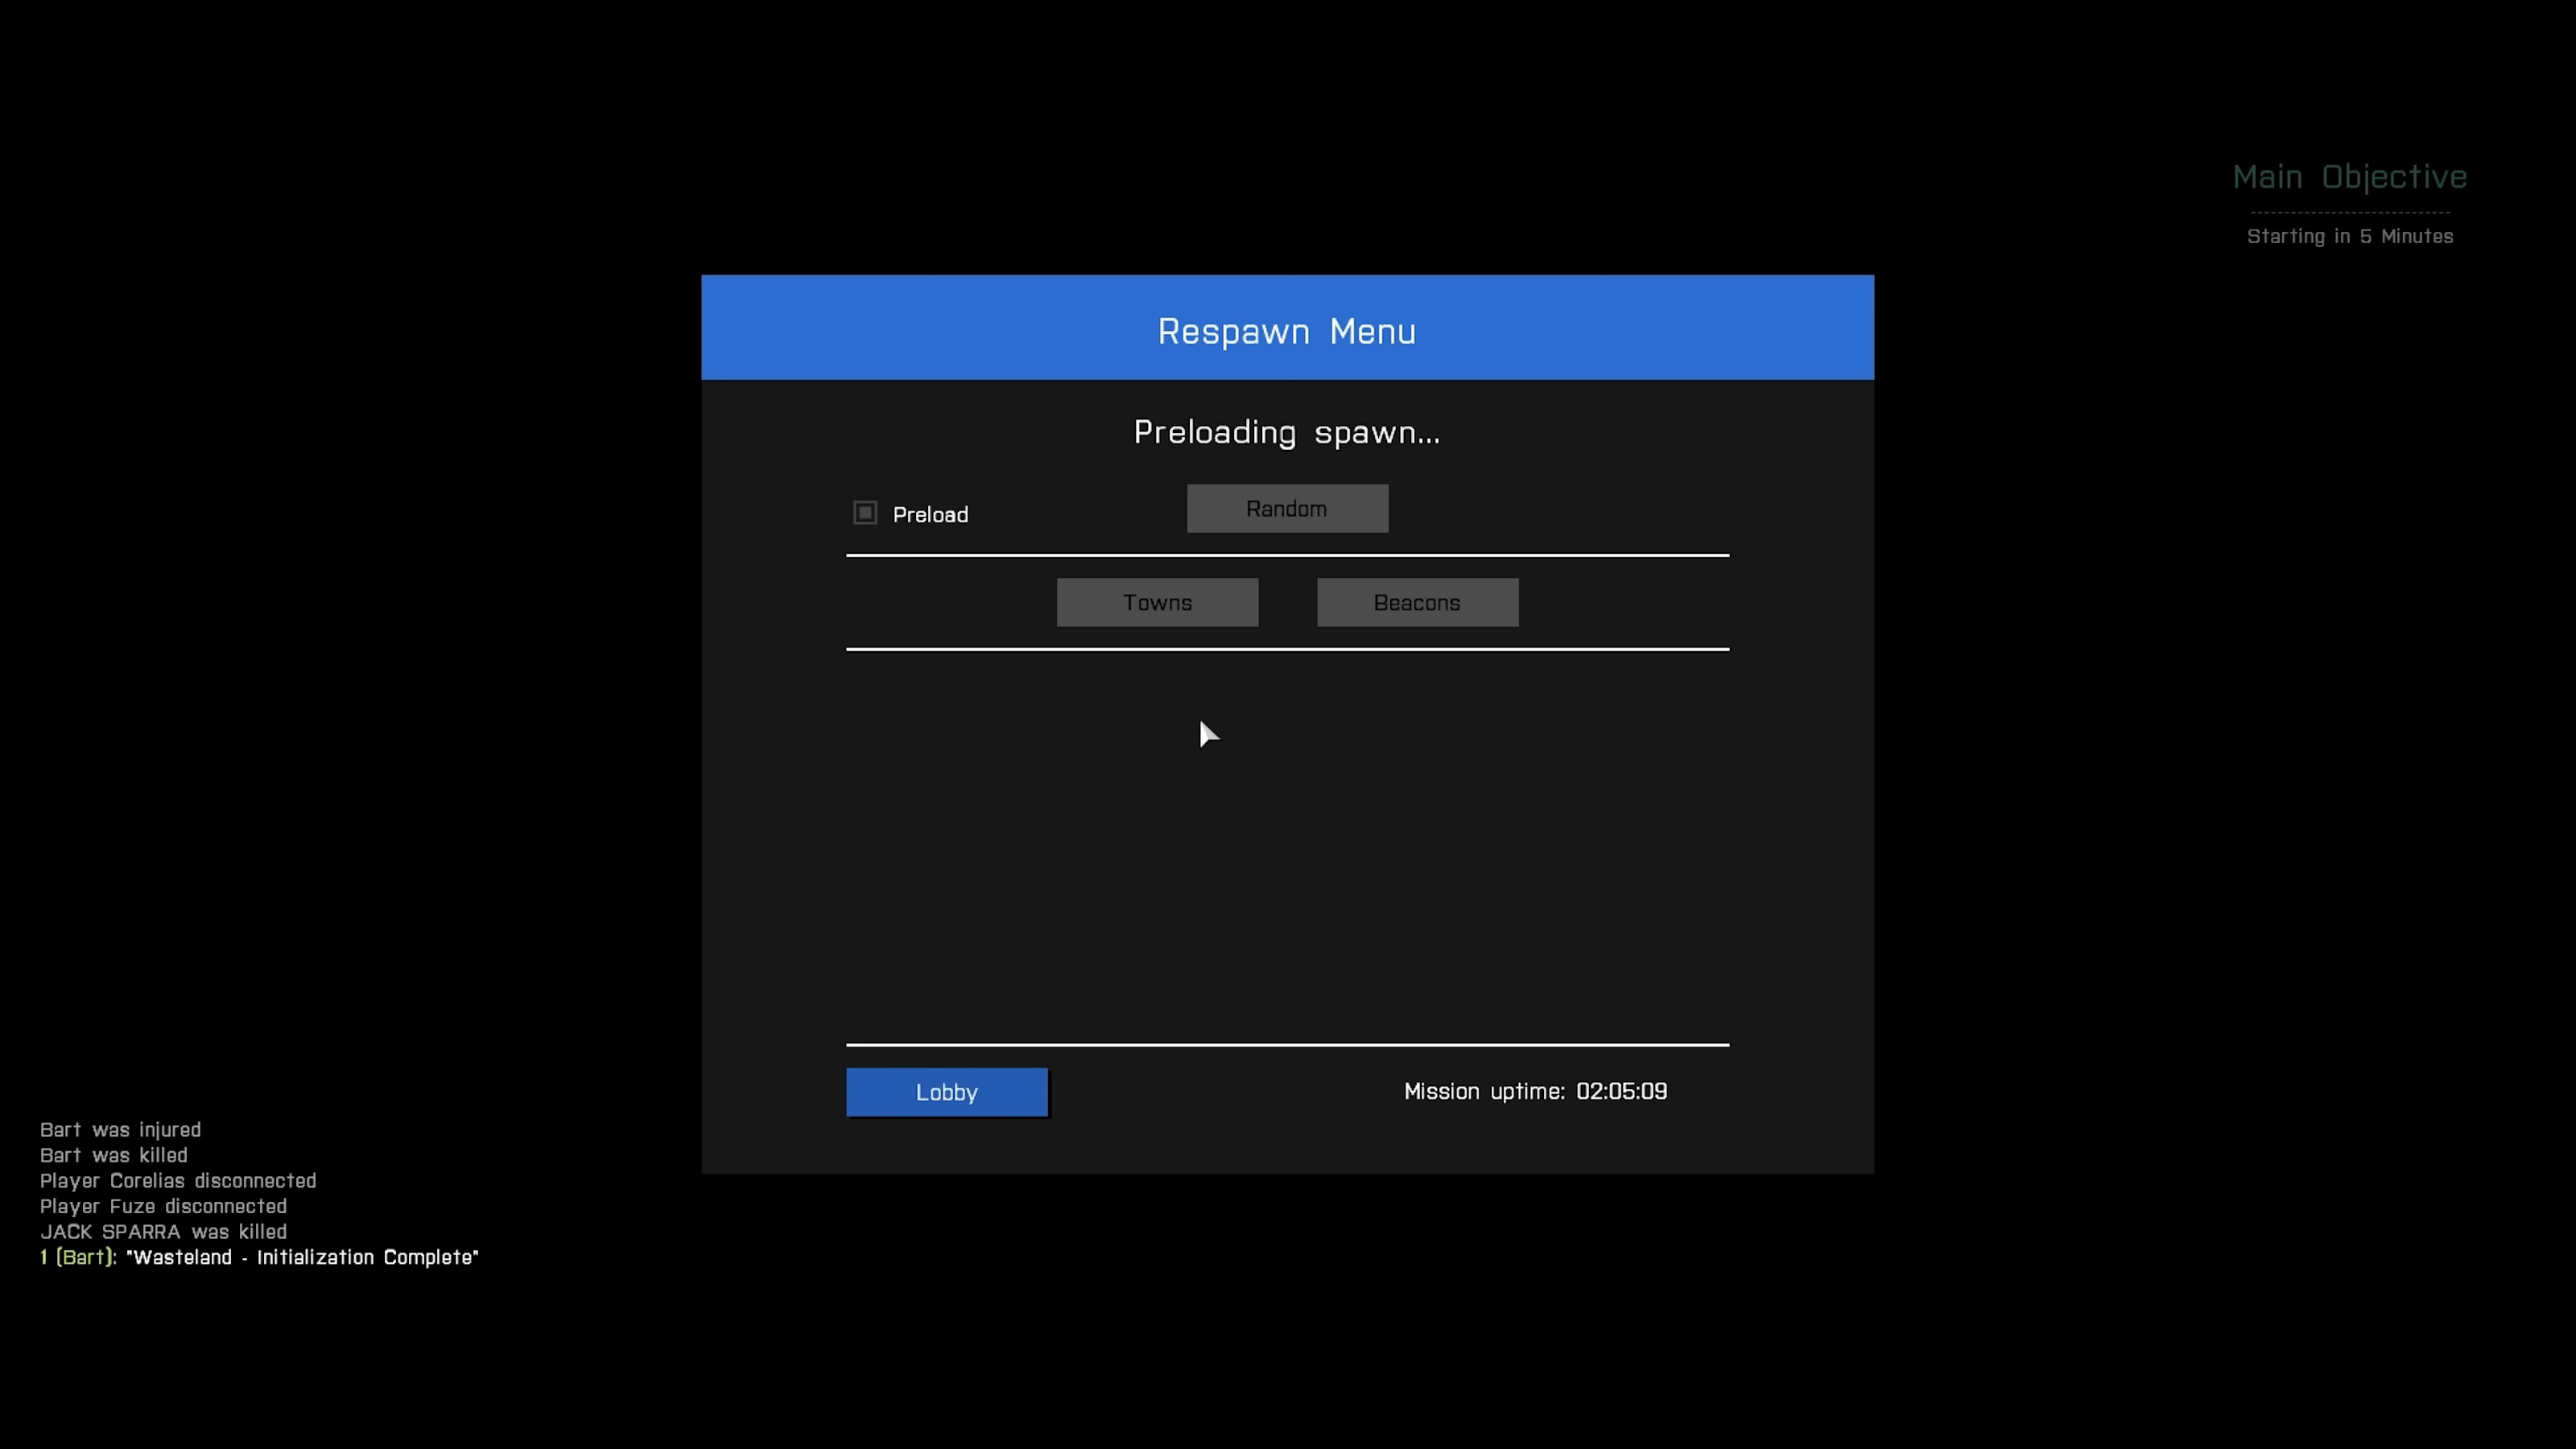 Main Objective
Starting in 5 Minutes
Respawn Menu
Preloading spawn...
Preload
Random
Towns
Beacons
Lobby
Mission uptime: 02:05:09
Bart was injured
Bart was killed
Player Corelias disconnected
Player Fuze disconnected
JACK SPARRA was killed
1 (Bart): "Wasteland - Initialization Complete"